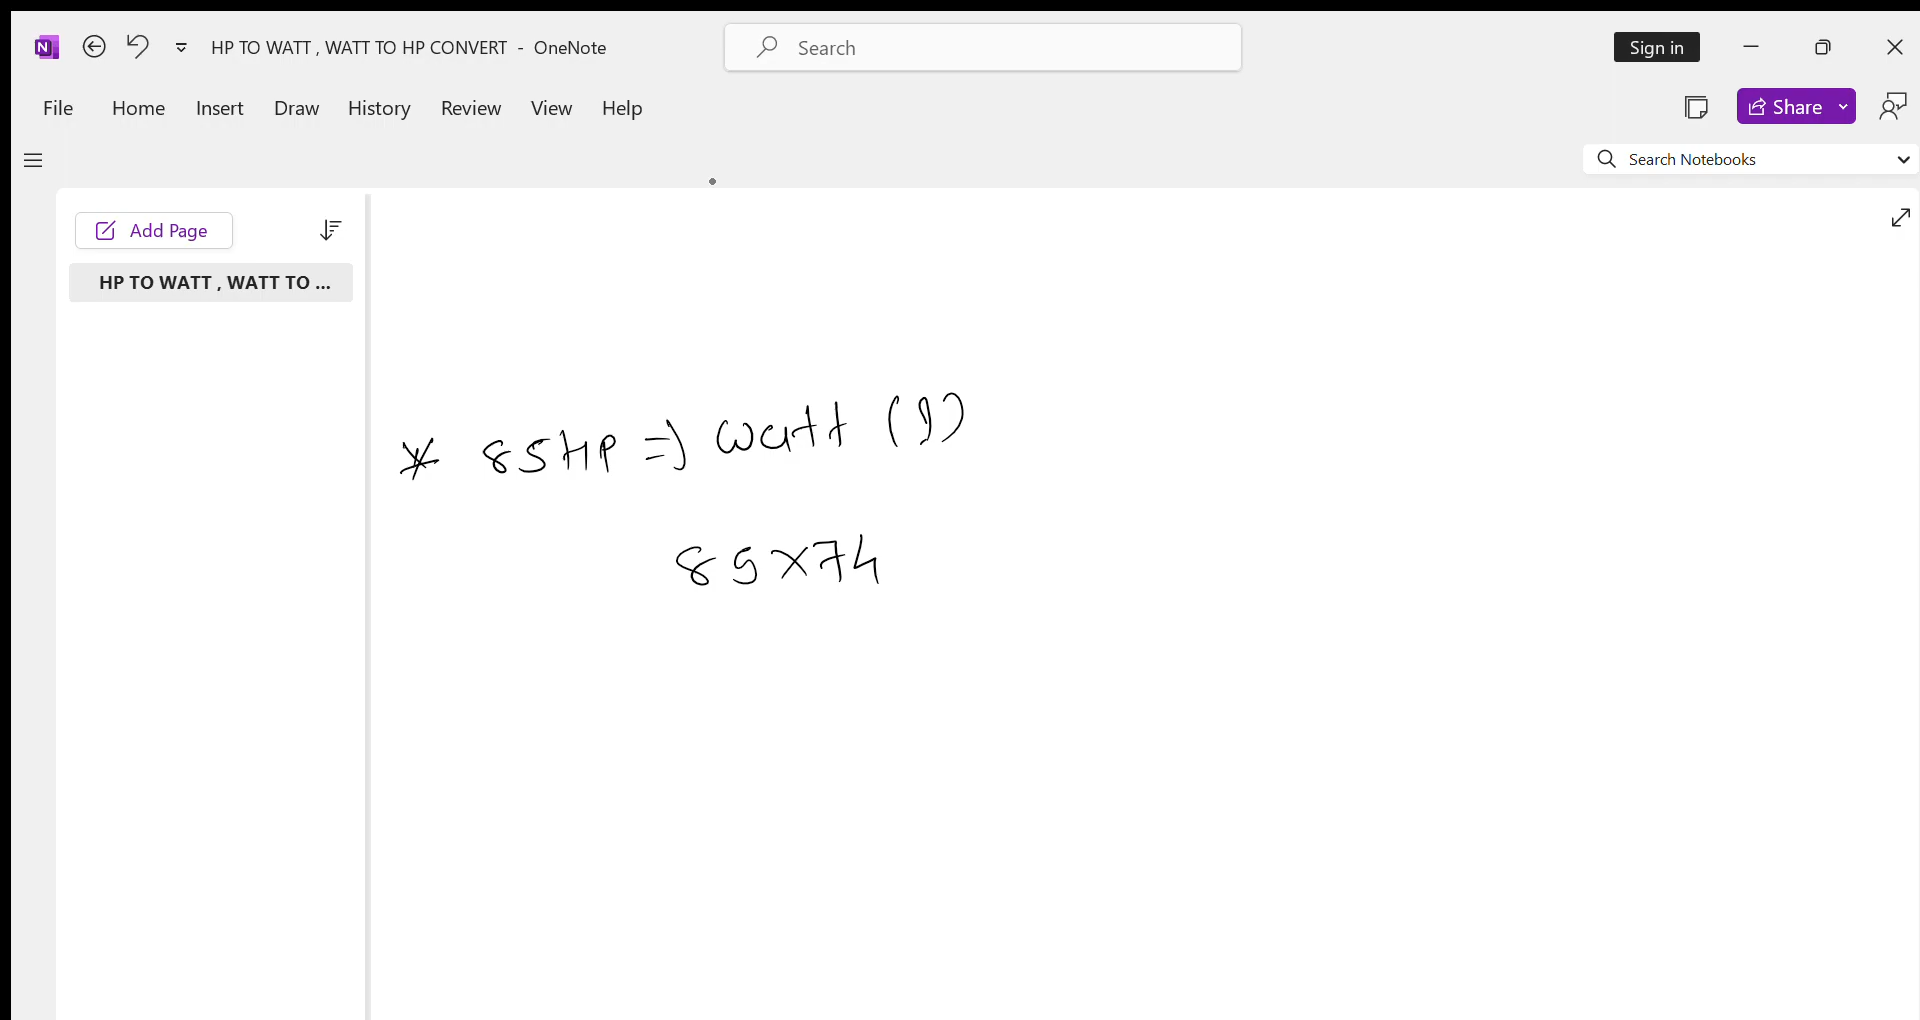 HP TO WATT , WATT TO HP CONVERT - OneNote
Search
Sign in
File Home Insert Draw History Review View Help
Share
Search Notebooks
Add Page
HP TO WATT , WATT TO ...
* 85HP => watt (?)
85x74